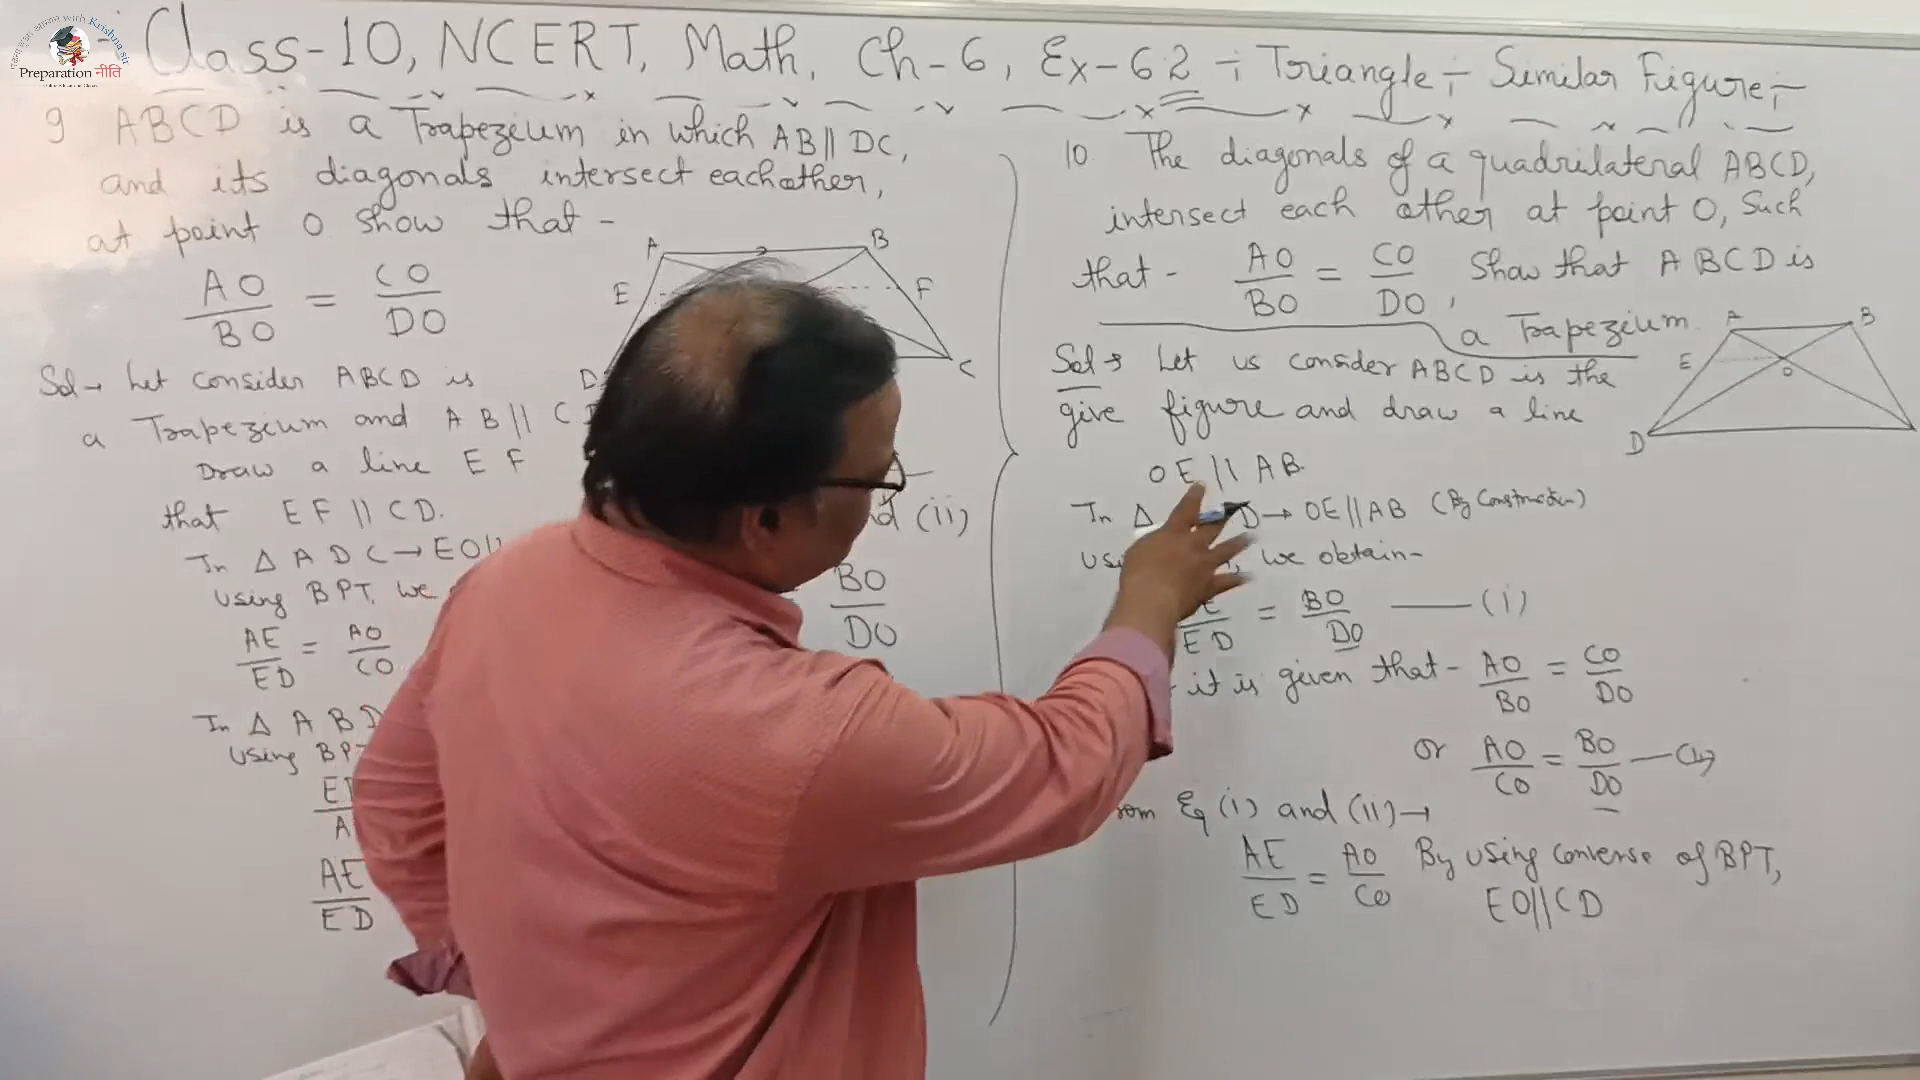 Preparation नीति
Class-10, NCERT, Math, Ch-6, Ex-6.2 ÷ Triangle ÷ Similar Figure ÷
9 ABCD is a Trapezium in which AB || DC,
and its diagonals intersect eachother,
at point O show that -
AO/BO = CO/DO
A B
E F
D C
Sol → Let consider ABCD is
a Trapezium and AB || C
Draw a line EF
that EF || CD.
In Δ ADC → EO ||
Using BPT, we
AE/ED = AO/CO
In Δ ABD
Using BPT
AE
ED
(ii)
BO/DO
10 The diagonals of a quadrilateral ABCD,
intersect each other at point O, Such
that - AO/BO = CO/DO, Show that ABCD is
a Trapezium
A B
E O
D
Sol → Let us consider ABCD is the
give figure and draw a line
OE || AB.
In Δ D → OE || AB (By Construction)
we obtain -
ED = BO/DO —— (i)
it is given that - AO/BO = CO/DO
or AO/CO = BO/DO — (ii)
Eq (i) and (ii) →
AE/ED = AO/CO By using converse of BPT,
EO || CD